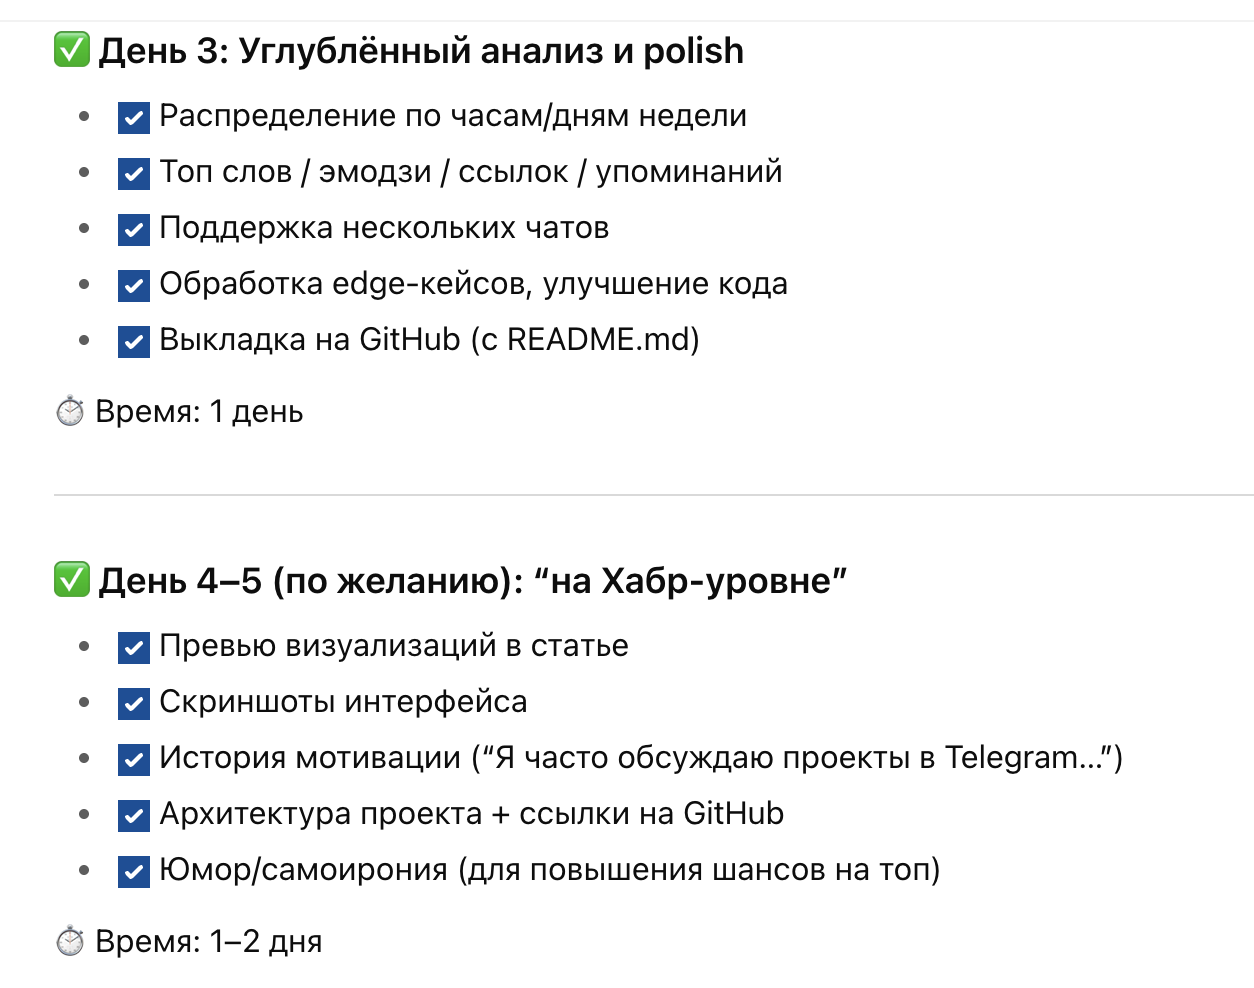 ✅ День 3: Углублённый анализ и polish
• ☑ Распределение по часам/дням недели
• ☑ Топ слов / эмодзи / ссылок / упоминаний
• ☑ Поддержка нескольких чатов
• ☑ Обработка edge-кейсов, улучшение кода
• ☑ Выкладка на GitHub (с README.md)
⏱ Время: 1 день
✅ День 4–5 (по желанию): “на Хабр-уровне”
• ☑ Превью визуализаций в статье
• ☑ Скриншоты интерфейса
• ☑ История мотивации (“Я часто обсуждаю проекты в Telegram...”)
• ☑ Архитектура проекта + ссылки на GitHub
• ☑ Юмор/самоирония (для повышения шансов на топ)
⏱ Время: 1–2 дня